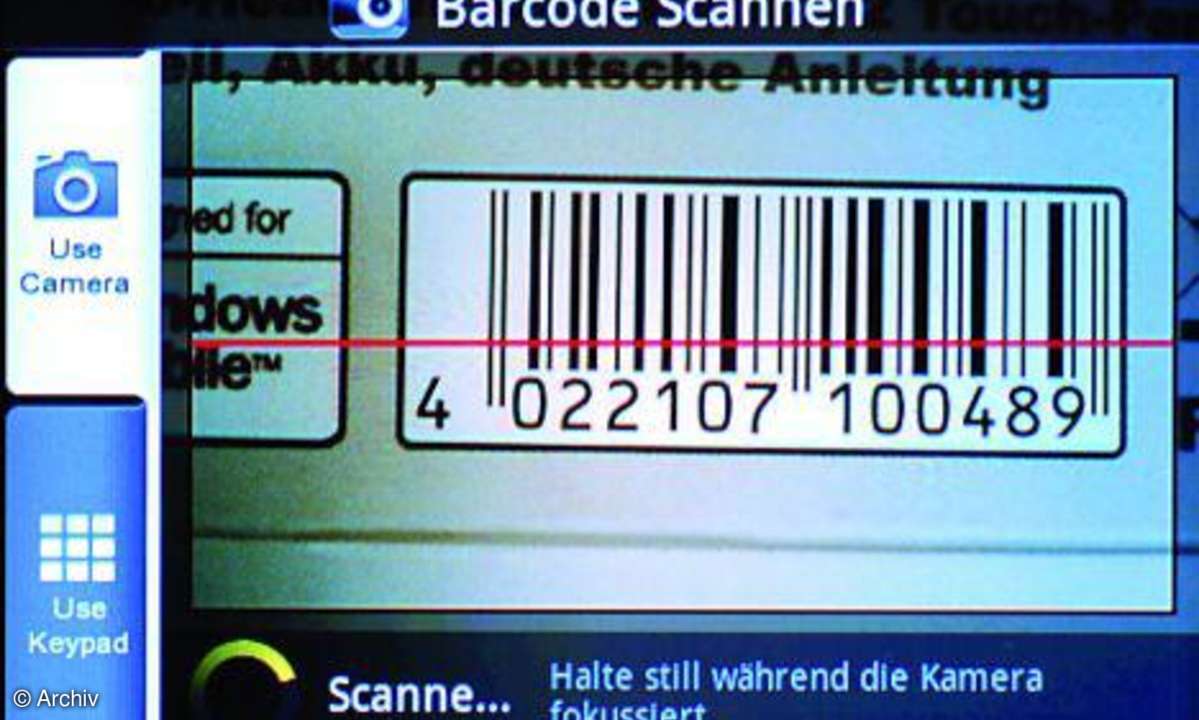 Barcode Scannen
Touch-Pa
eil, Akku, deutsche Anleitung
Use
Camera
ned for
ndows
bile™
4 022107 100489
Use
Keypad
Scanne...
Halte still während die Kamera
fokussiert
© Archiv